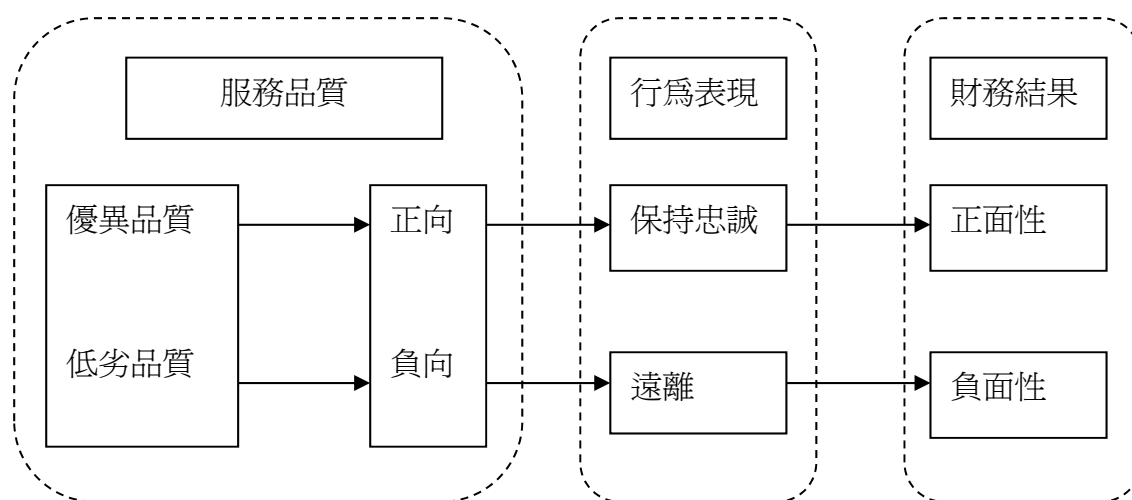 服務品質
行爲表現
財務結果
優異品質
正向
保持忠誠
正面性
低劣品質
負向
遠離
負面性